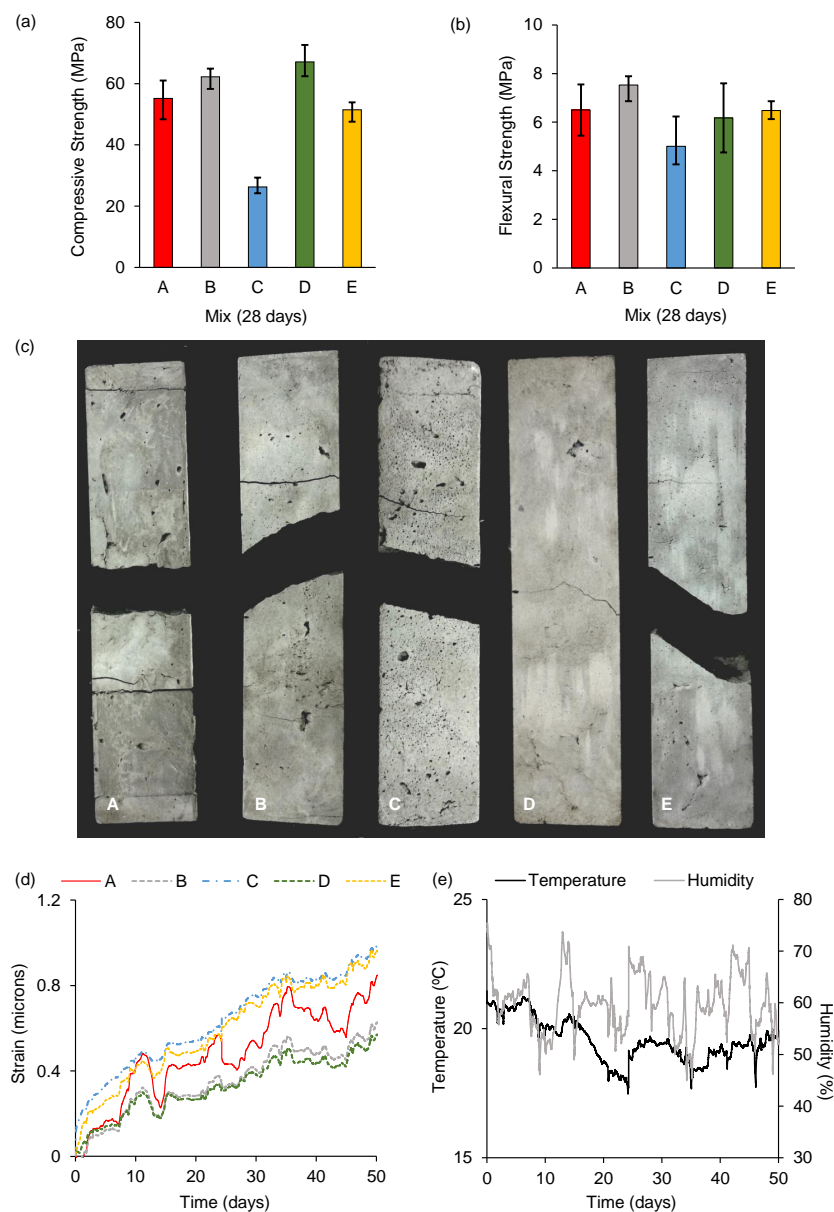 (a)
Compressive Strength (MPa)
80
60
40
20
0
A B C D E
Mix (28 days)
(b)
Flexural Strength (MPa)
10
8
6
4
2
0
A B C D E
Mix (28 days)
(c)
A B C D E
(d)
A B C D E
Strain (microns)
1.2
0.8
0.4
0
0 10 20 30 40 50
Time (days)
(e)
Temperature Humidity
Temperature (ºC)
25
20
15
80
70
60
50
40
30
Humidity (%)
0 10 20 30 40 50
Time (days)